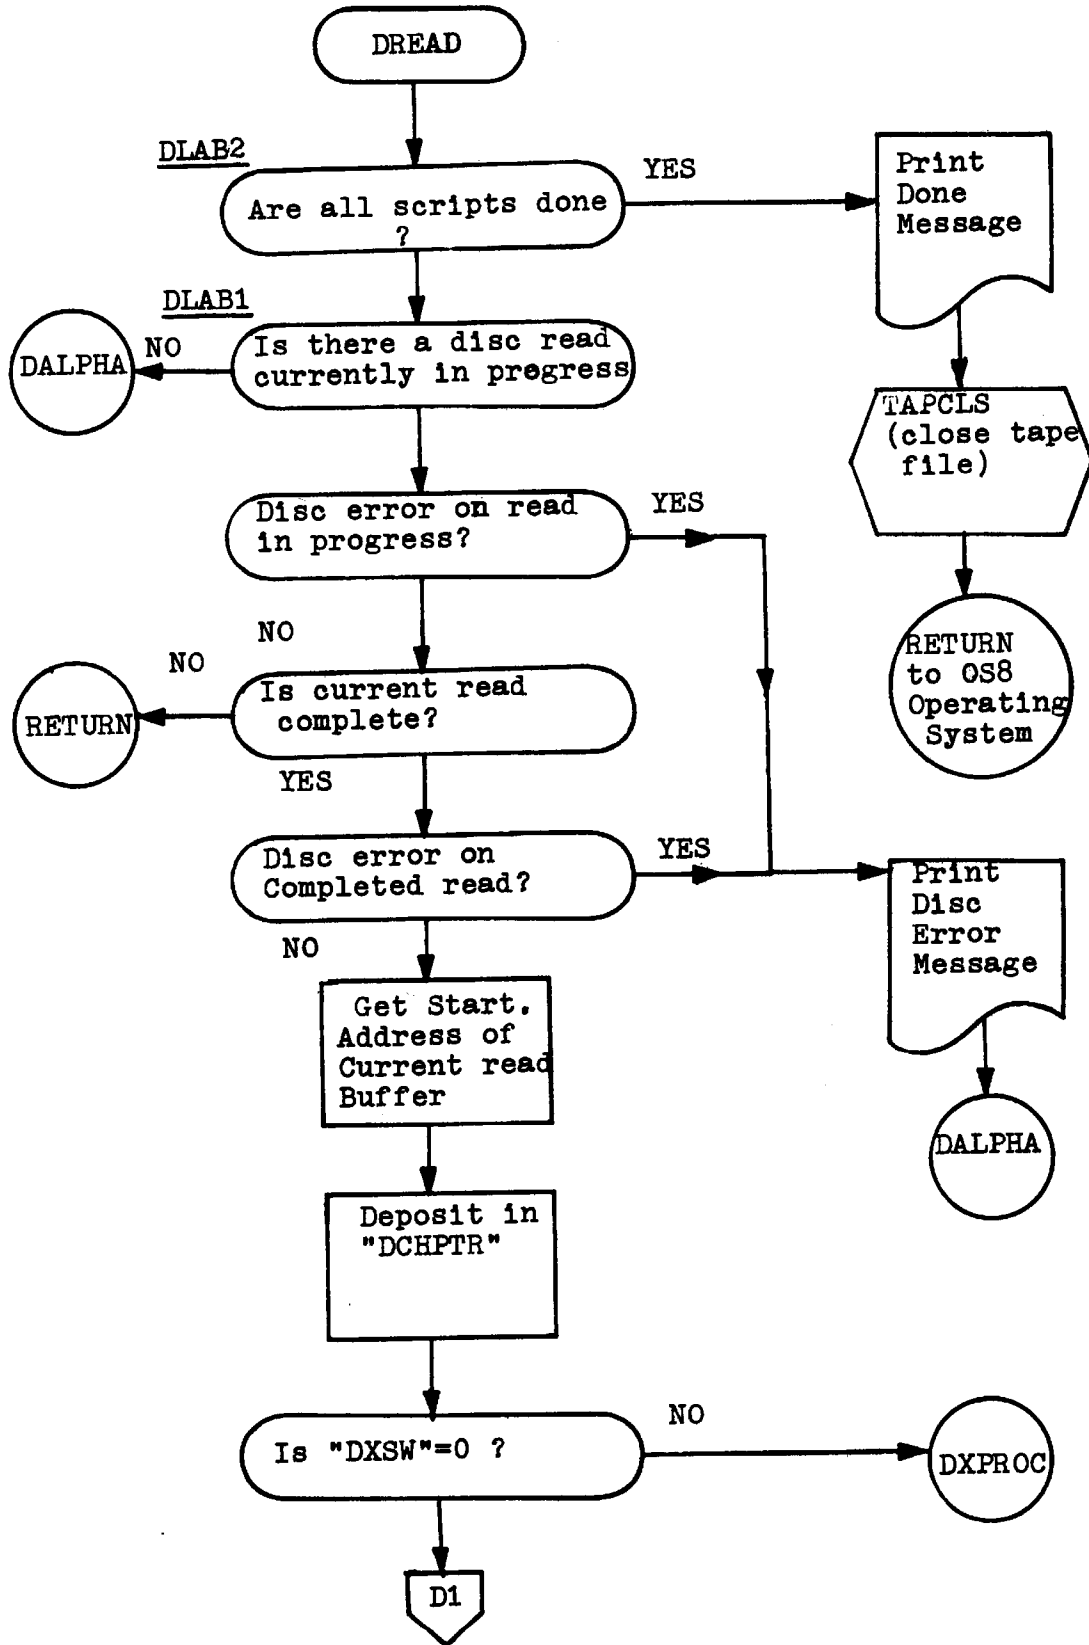 DREAD
DLAB2
Are all scripts done
?
YES
Print
Done
Message
DLAB1
DALPHA
NO
Is there a disc read
currently in progress
TAPCLS
(close tape
file)
Disc error on read
in progress?
YES
NO
RETURN
to OS8
Operating
System
NO
RETURN
Is current read
complete?
YES
Disc error on
Completed read?
YES
Print
Disc
Error
Message
NO
Get Start.
Address of
Current read
Buffer
DALPHA
Deposit in
"DCHPTR"
Is "DXSW"=0 ?
NO
DXPROC
D1